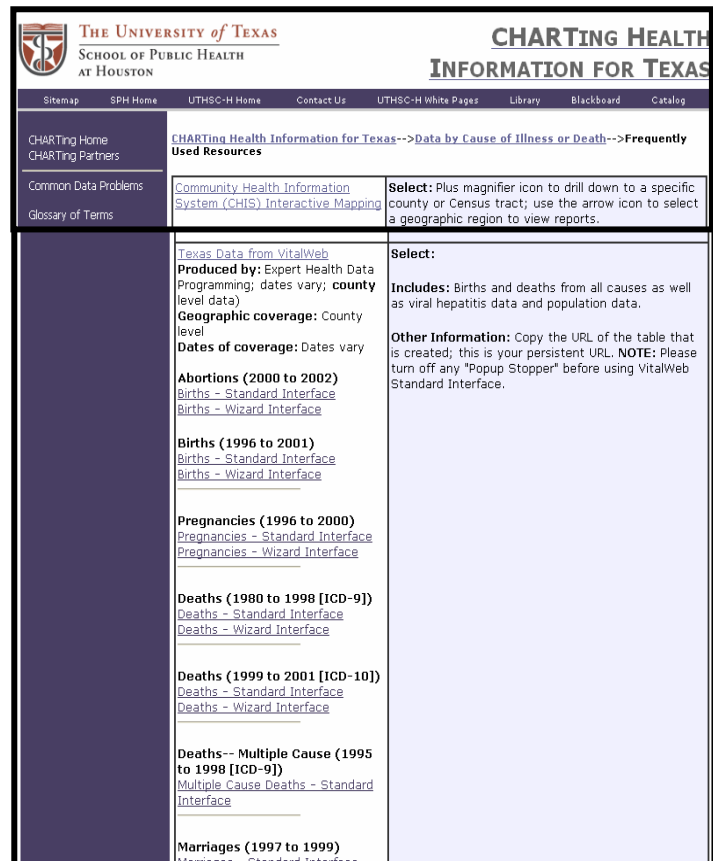 THE UNIVERSITY of TEXAS
SCHOOL OF PUBLIC HEALTH
AT HOUSTON
CHARTING HEALTH
INFORMATION FOR TEXAS
Sitemap SPH Home UTHSC-H Home Contact Us UTHSC-H White Pages Library Blackboard Catalog
CHARTing Home
CHARTing Partners
Common Data Problems
Glossary of Terms
CHARTing Health Information for Texas-->Data by Cause of Illness or Death-->Frequently
Used Resources
Community Health Information
System (CHIS) Interactive Mapping
Select: Plus magnifier icon to drill down to a specific
county or Census tract; use the arrow icon to select
a geographic region to view reports.
Texas Data from VitalWeb
Produced by: Expert Health Data
Programming; dates vary; county
level data)
Geographic coverage: County
level
Dates of coverage: Dates vary
Abortions (2000 to 2002)
Births - Standard Interface
Births - Wizard Interface
Births (1996 to 2001)
Births - Standard Interface
Births - Wizard Interface
Pregnancies (1996 to 2000)
Pregnancies - Standard Interface
Pregnancies - Wizard Interface
Deaths (1980 to 1998 [ICD-9])
Deaths - Standard Interface
Deaths - Wizard Interface
Deaths (1999 to 2001 [ICD-10])
Deaths - Standard Interface
Deaths - Wizard Interface
Deaths-- Multiple Cause (1995
to 1998 [ICD-9])
Multiple Cause Deaths - Standard
Interface
Marriages (1997 to 1999)
Marriages - Standard Interface
Select:
Includes: Births and deaths from all causes as well
as viral hepatitis data and population data.
Other Information: Copy the URL of the table that
is created; this is your persistent URL. NOTE: Please
turn off any "Popup Stopper" before using VitalWeb
Standard Interface.